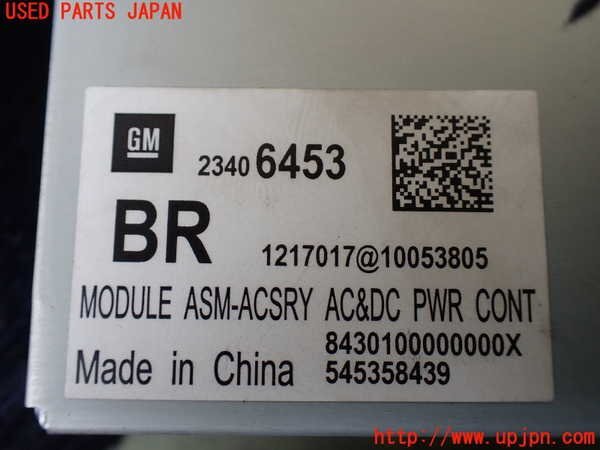 USED PARTS JAPAN
GM
2340 6453
BR
1217017@10053805
MODULE ASM-ACSRY AC&DC PWR CONT
8430100000000X
Made in China 545358439
http://www.upjpn.com/